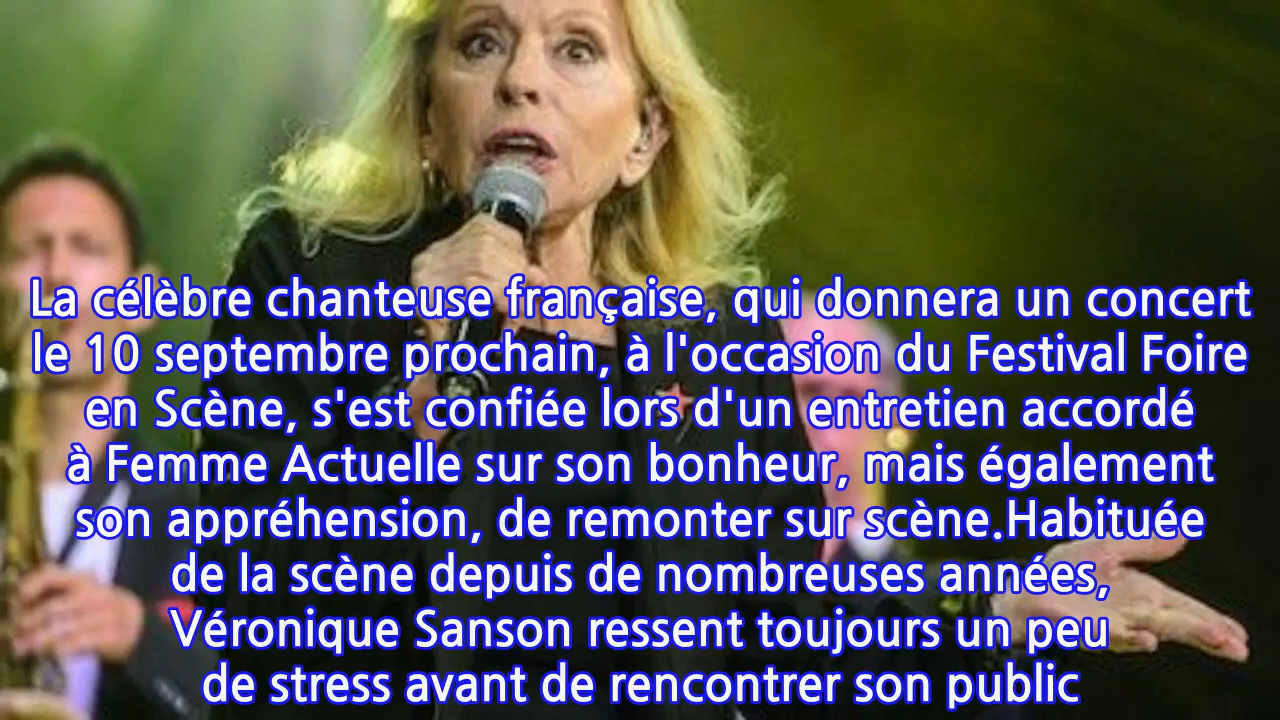 La célèbre chanteuse française, qui donnera un concert
le 10 septembre prochain, à l'occasion du Festival Foire
en Scène, s'est confiée lors d'un entretien accordé
à Femme Actuelle sur son bonheur, mais également
son appréhension, de remonter sur scène.Habituée
de la scène depuis de nombreuses années,
Véronique Sanson ressent toujours un peu
de stress avant de rencontrer son public